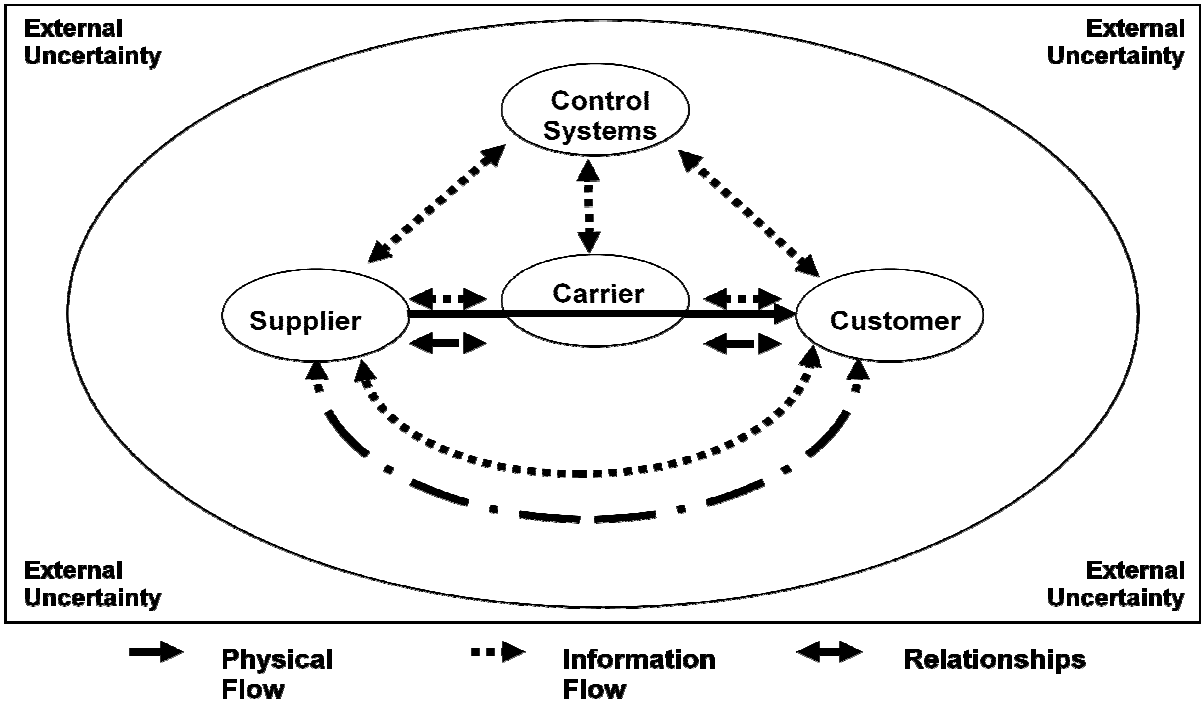 External
Uncertainty
External
Uncertainty
Control
Systems
Carrier
Supplier
Customer
External
Uncertainty
External
Uncertainty
Physical
Flow
Information
Flow
Relationships